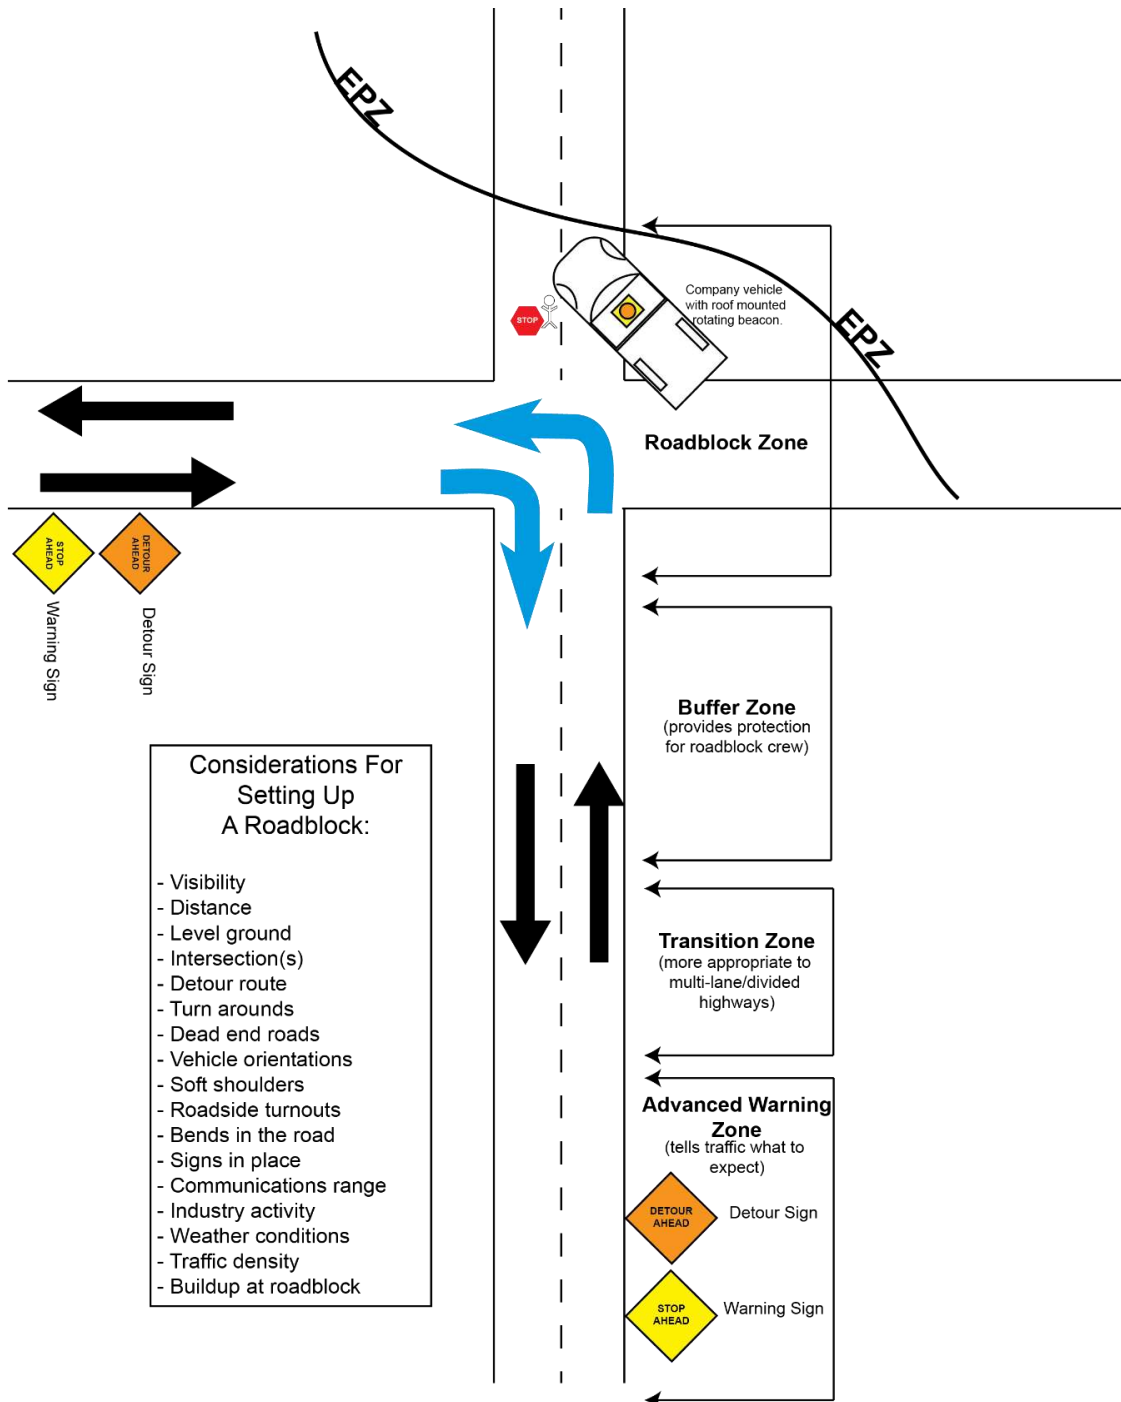 EPZ
Company vehicle
with roof mounted
rotating beacon.
STOP
EPZ
Roadblock Zone
STOP
AHEAD
DETOUR
AHEAD
Warning Sign
Detour Sign
Buffer Zone
(provides protection
for roadblock crew)
Considerations For
Setting Up
A Roadblock:
- Visibility
- Distance
- Level ground
- Intersection(s)
- Detour route
- Turn arounds
- Dead end roads
- Vehicle orientations
- Soft shoulders
- Roadside turnouts
- Bends in the road
- Signs in place
- Communications range
- Industry activity
- Weather conditions
- Traffic density
- Buildup at roadblock
Transition Zone
(more appropriate to
multi-lane/divided
highways)
Advanced Warning
Zone
(tells traffic what to
expect)
DETOUR
AHEAD
Detour Sign
STOP
AHEAD
Warning Sign